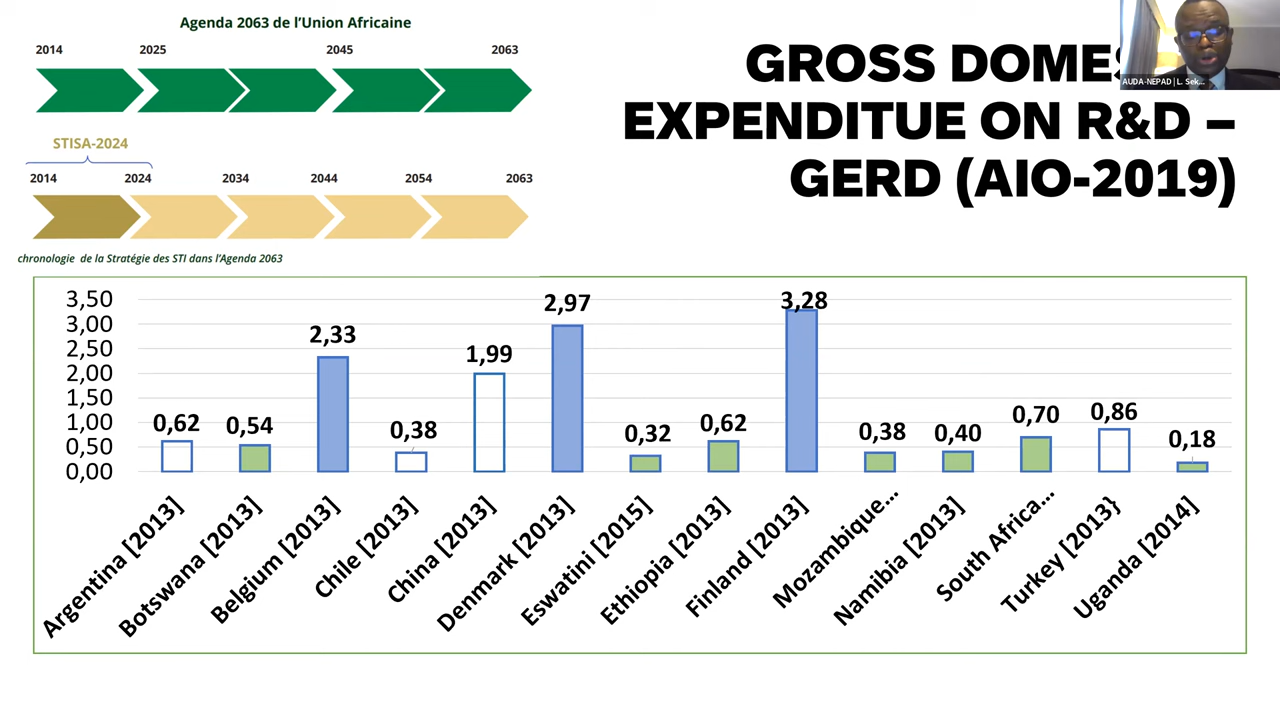 Agenda 2063 de l’Union Africaine
2014 2025 2045 2063
STISA-2024
2014 2024 2034 2044 2054 2063
chronologie de la Stratégie des STI dans l’Agenda 2063
GROSS DOMES
EXPENDITUE ON R&D –
GERD (AIO-2019)
AUDA-NEPAD | L. Sek...
3,50
3,00
2,50
2,00
1,50
1,00
0,50
0,00
0,62
0,54
2,33
0,38
1,99
2,97
0,32
0,62
3,28
0,38
0,40
0,70
0,86
0,18
Argentina [2013]
Botswana [2013]
Belgium [2013]
Chile [2013]
China [2013]
Denmark [2013]
Eswatini [2015]
Ethiopia [2013]
Finland [2013]
Mozambique...
Namibia [2013]
South Africa...
Turkey [2013}
Uganda [2014]